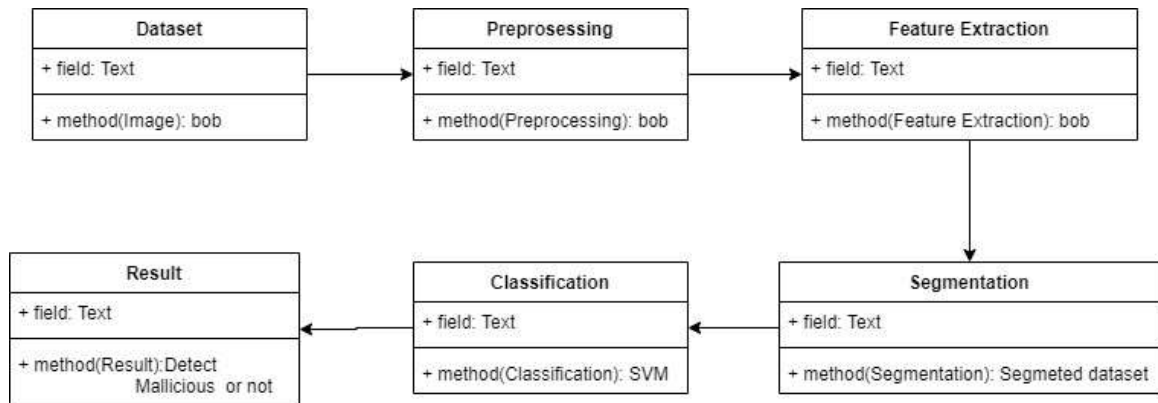 Dataset
+ field: Text
+ method(Image): bob
Preprosessing
+ field: Text
+ method(Preprocessing): bob
Feature Extraction
+ field: Text
+ method(Feature Extraction): bob
Result
+ field: Text
+ method(Result):Detect
Mallicious or not
Classification
+ field: Text
+ method(Classification): SVM
Segmentation
+ field: Text
+ method(Segmentation): Segmeted dataset